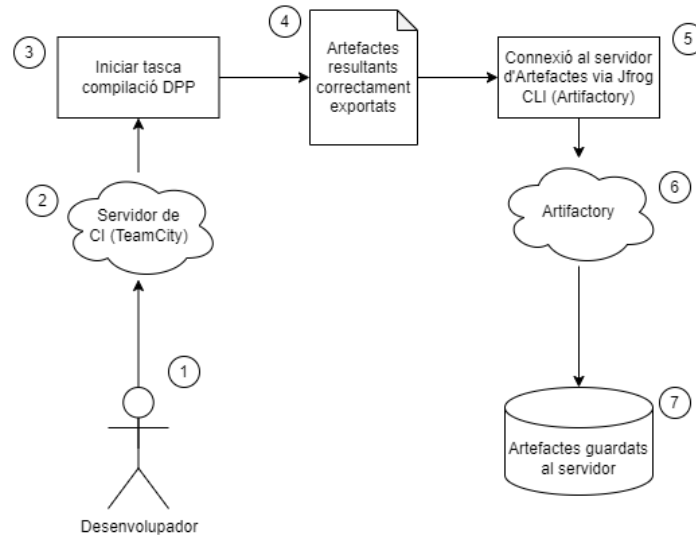 3
Iniciar tasca
compilació DPP
4
Artefactes
resultants
correctament
exportats
5
Connexió al servidor
d'Artefactes via Jfrog
CLI (Artifactory)
2
Servidor de
CI (TeamCity)
6
Artifactory
1
Desenvolupador
7
Artefactes guardats
al servidor